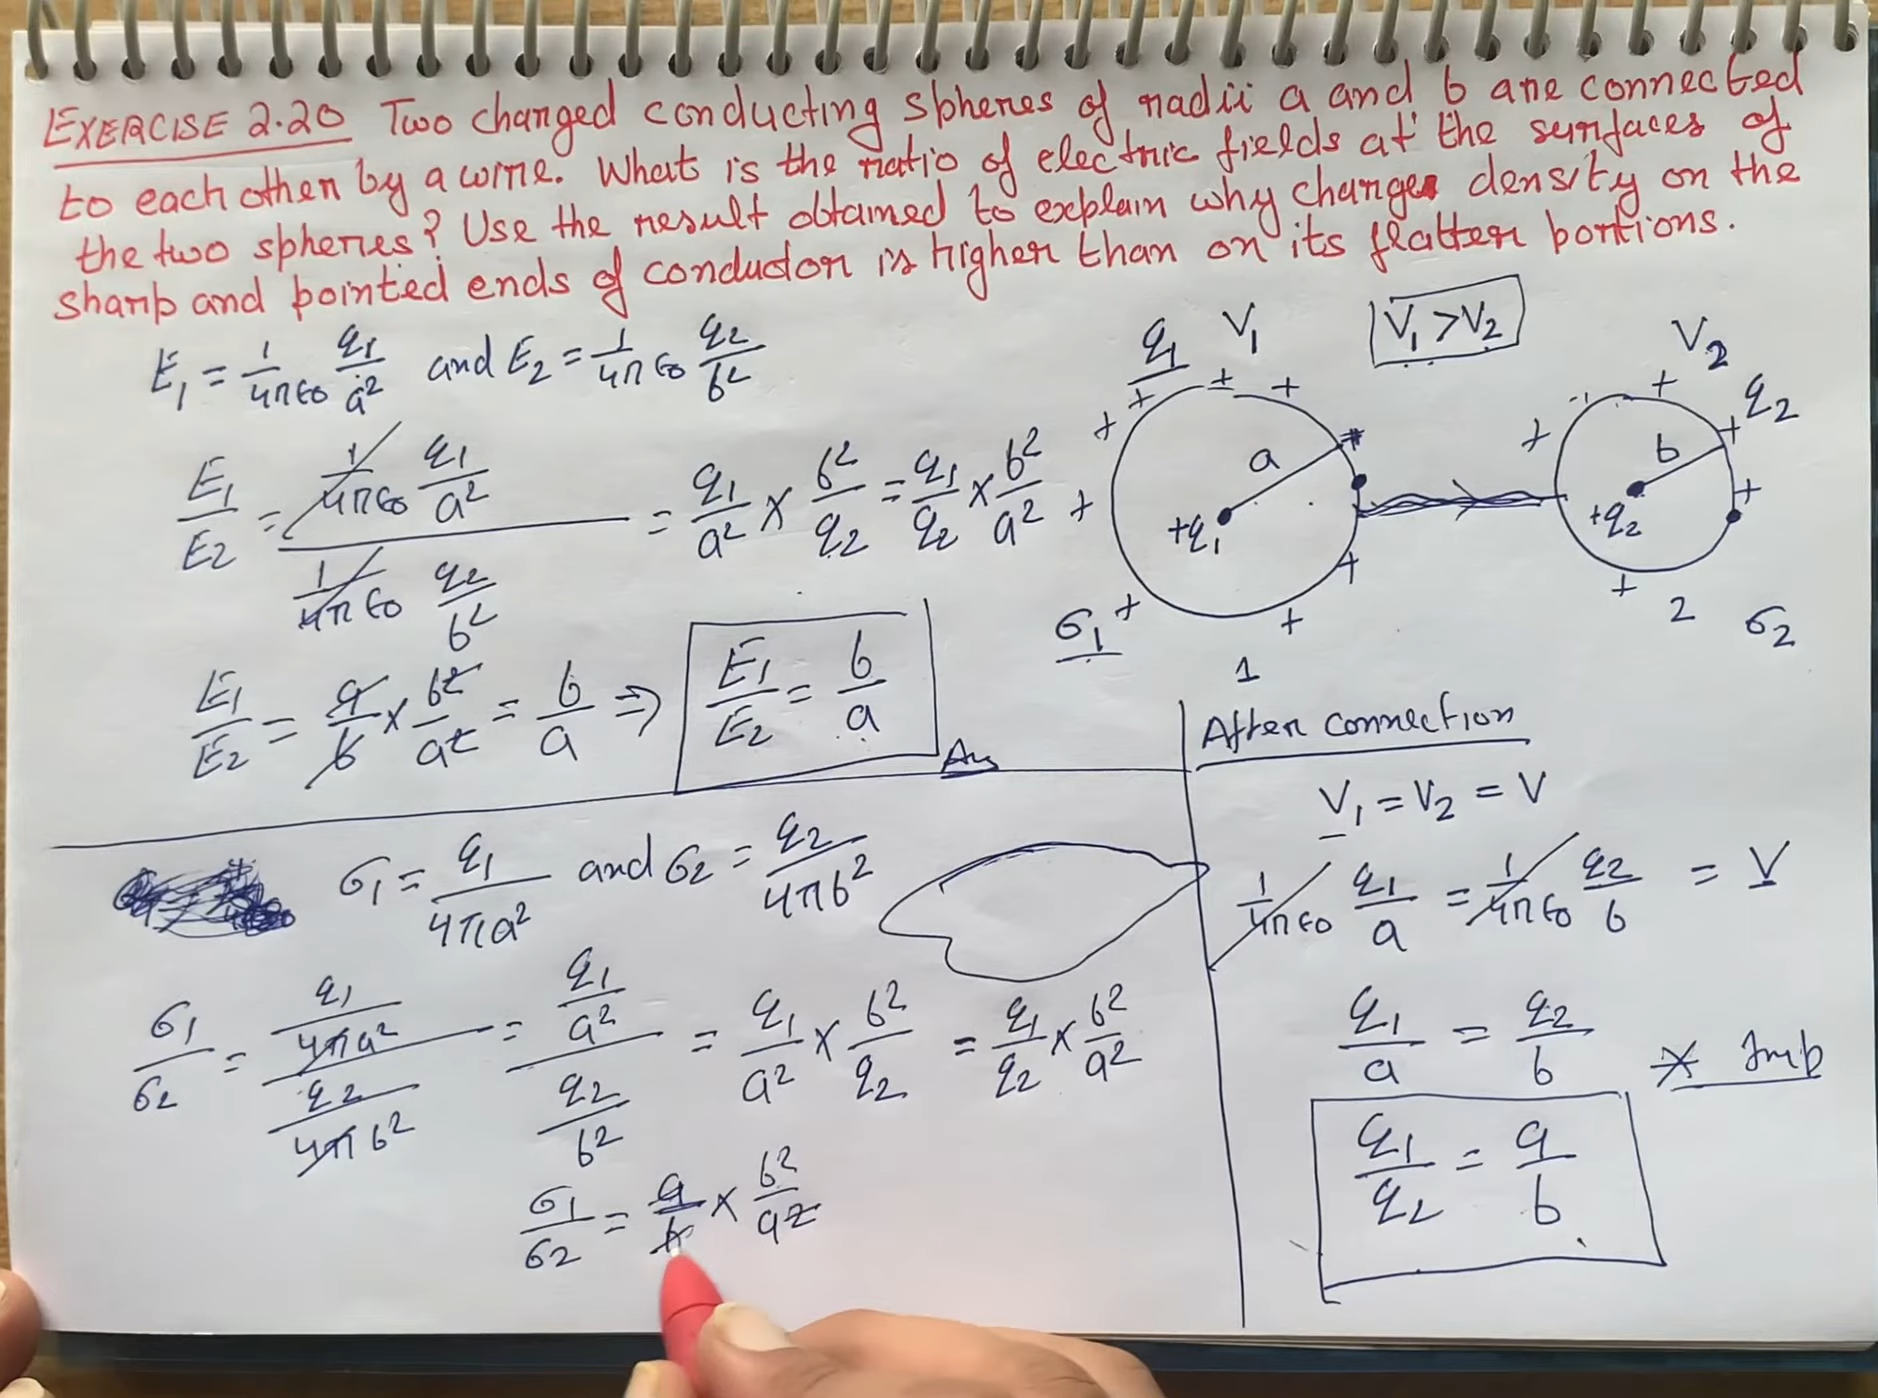 EXERCISE 2.20 Two charged conducting spheres of radii a and b are connected
to each other by a wire. What is the ratio of electric fields at the surfaces of
the two spheres? Use the result obtained to explain why charge density on the
sharp and pointed ends of conductor is higher than on its flatter portions.
E₁ = 1/4πε₀ q₁/a² and E₂ = 1/4πε₀ q₂/b²
E₁/E₂ = (1/4πε₀ q₁/a²)/(1/4πε₀ q₂/b²) = q₁/a² × b²/q₂ = q₁/q₂ × b²/a²
E₁/E₂ = a/b × b²/a² = b/a ⇒ E₁/E₂ = b/a
Ans
q₁ V₁ V₁ > V₂ V₂ q₂
+ + + + + + + + +
a +q₁
b +q₂
+ + + + +
σ₁ 1 2 σ₂
After connection
V₁ = V₂ = V
1/4πε₀ q₁/a = 1/4πε₀ q₂/b = V
q₁/a = q₂/b
* Imp
q₁/q₂ = a/b
σ₁ = q₁/4πa² and σ₂ = q₂/4πb²
σ₁/σ₂ = (q₁/4πa²)/(q₂/4πb²) = (q₁/a²)/(q₂/b²) = q₁/a² × b²/q₂ = q₁/q₂ × b²/a²
σ₁/σ₂ = a/b × b²/a²